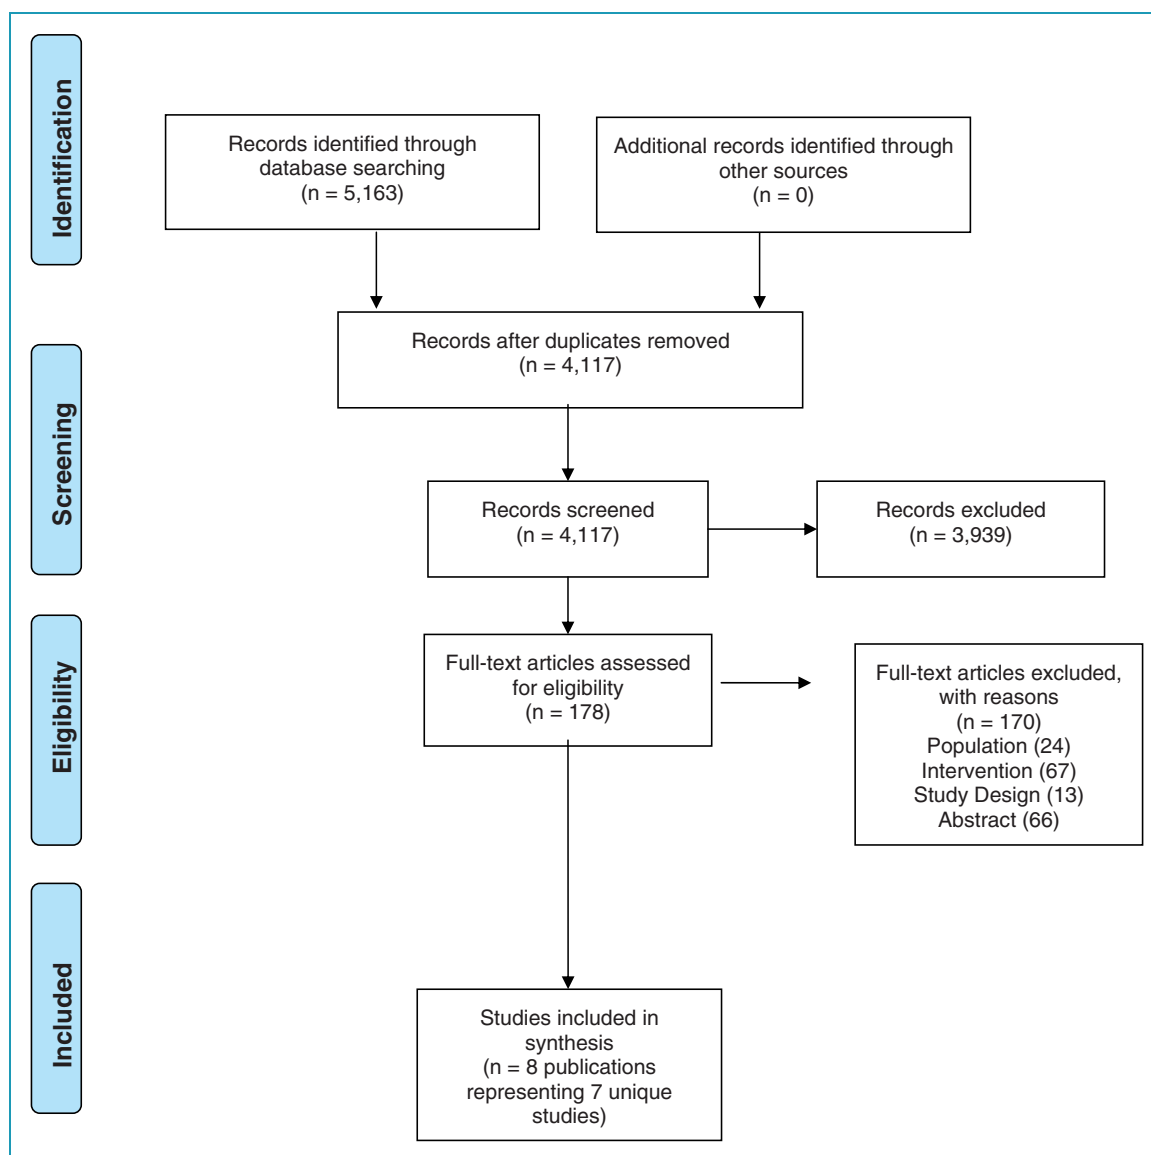 Identification
Records identified through
database searching
(n = 5,163)
Additional records identified through
other sources
(n = 0)
Records after duplicates removed
(n = 4,117)
Screening
Records screened
(n = 4,117)
Records excluded
(n = 3,939)
Eligibility
Full-text articles assessed
for eligibility
(n = 178)
Full-text articles excluded,
with reasons
(n = 170)
Population (24)
Intervention (67)
Study Design (13)
Abstract (66)
Included
Studies included in
synthesis
(n = 8 publications
representing 7 unique
studies)